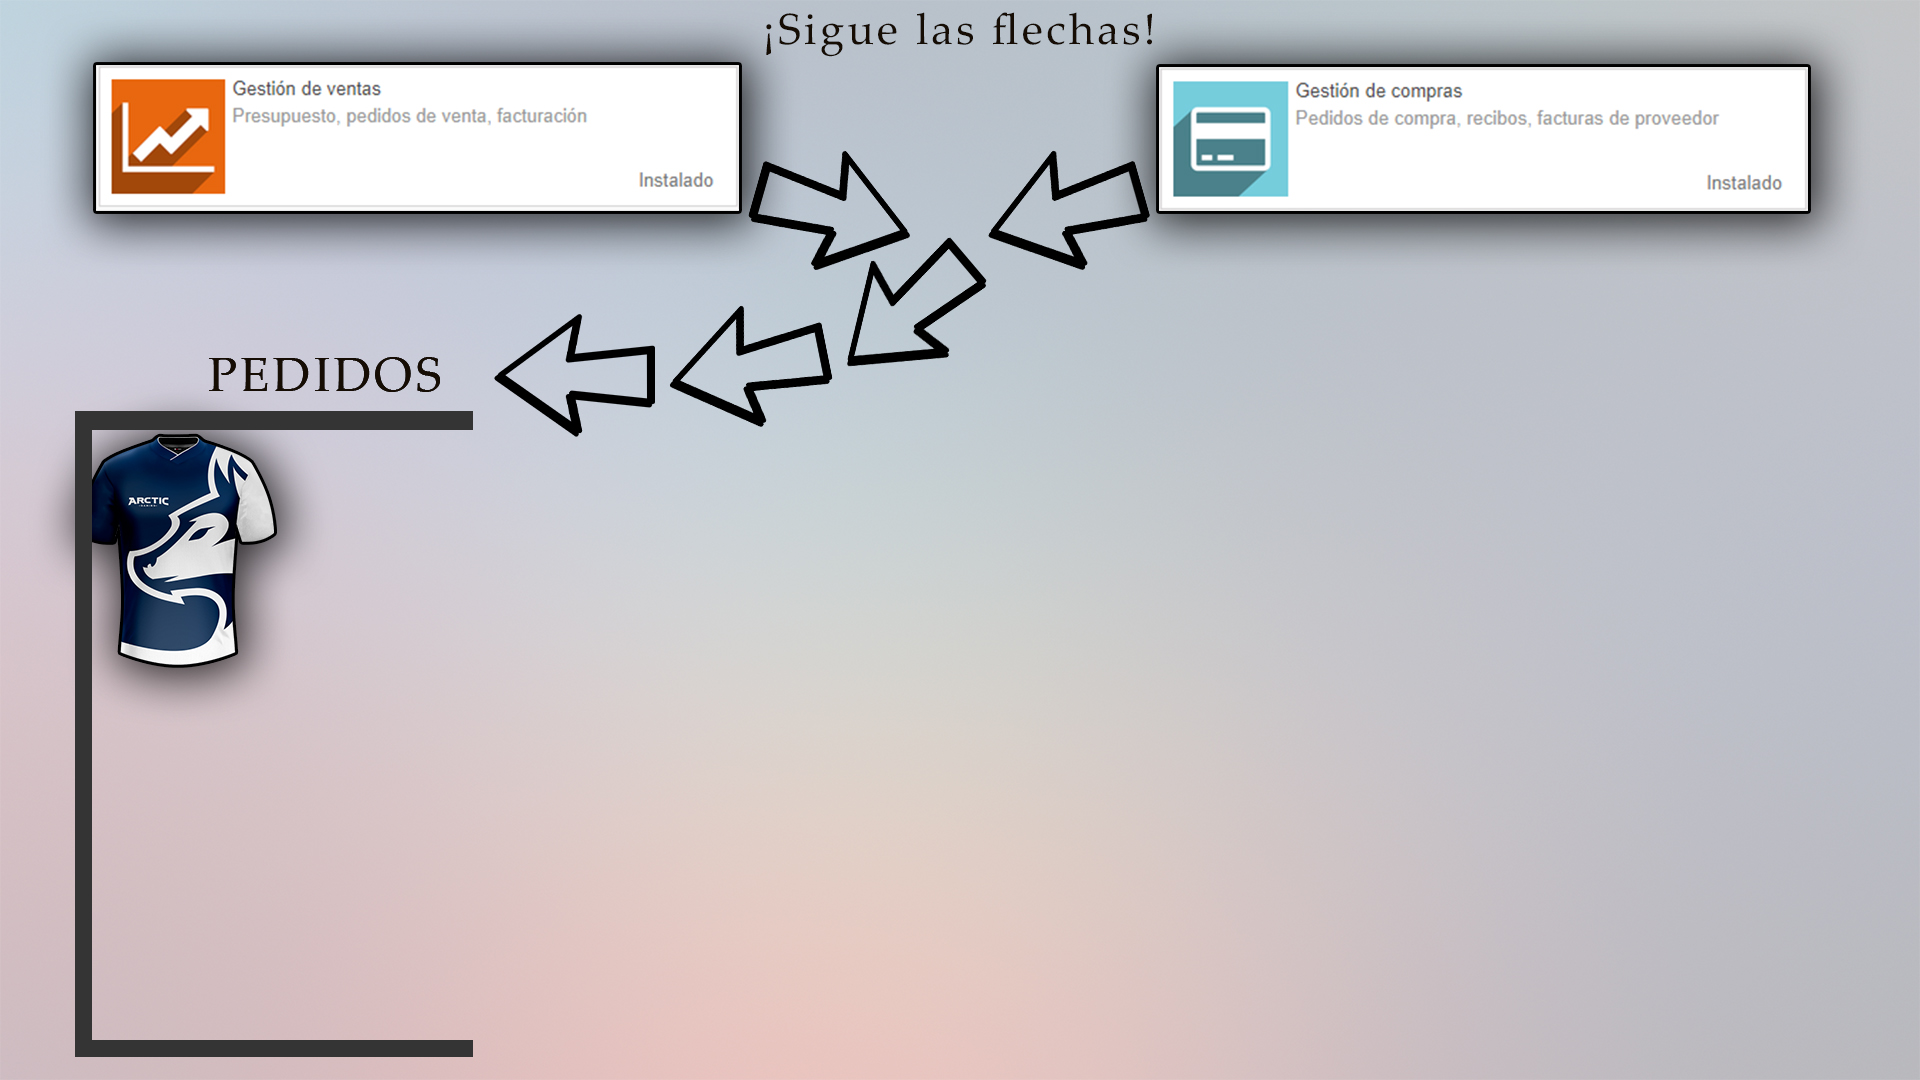 ¡Sigue las flechas!
Gestión de ventas
Presupuesto, pedidos de venta, facturación
Instalado
Gestión de compras
Pedidos de compra, recibos, facturas de proveedor
Instalado
PEDIDOS
ARCTIC